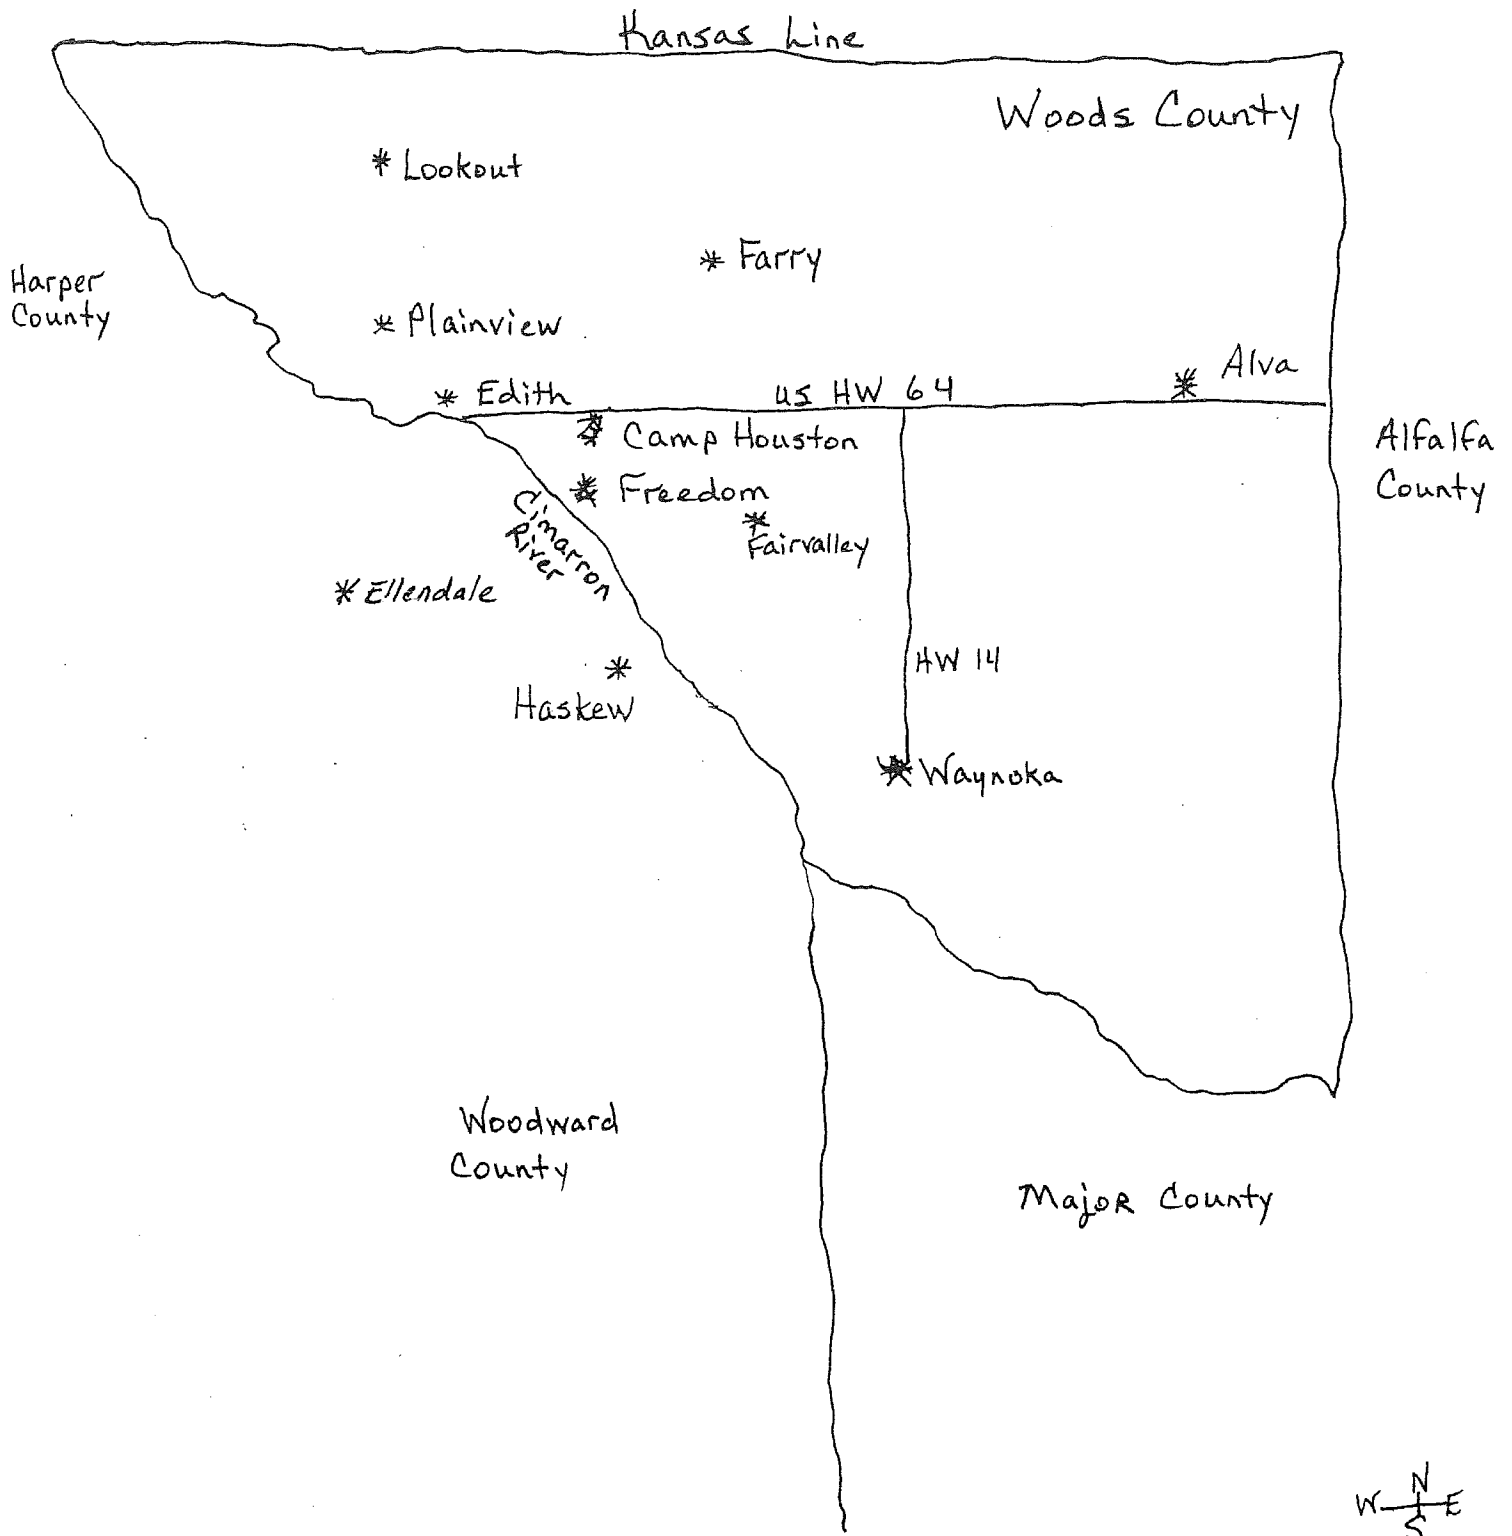 Kansas Line
Woods County
* Lookout
* Farry
Harper
County
* Plainview
Alva
* Edith
US HW 64
Camp Houston
Alfalfa
County
* Freedom
Cimarron
River
* Fairvalley
* Ellendale
HW 14
* Haskew
* Waynoka
Woodward
County
Major County
N
W E
S